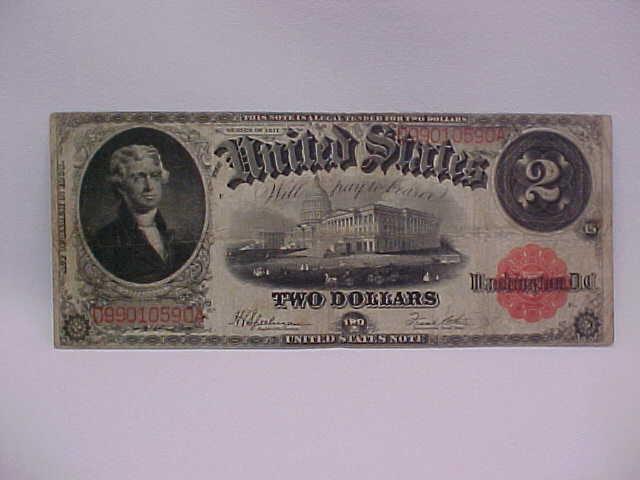 THIS NOTE IS A LEGAL TENDER FOR TWO DOLLARS
SERIES OF 1917
D99010590A
United States
Will pay to bearer
2
Washington, D.C.
TWO DOLLARS
D99010590A
UNITED STATES NOTE